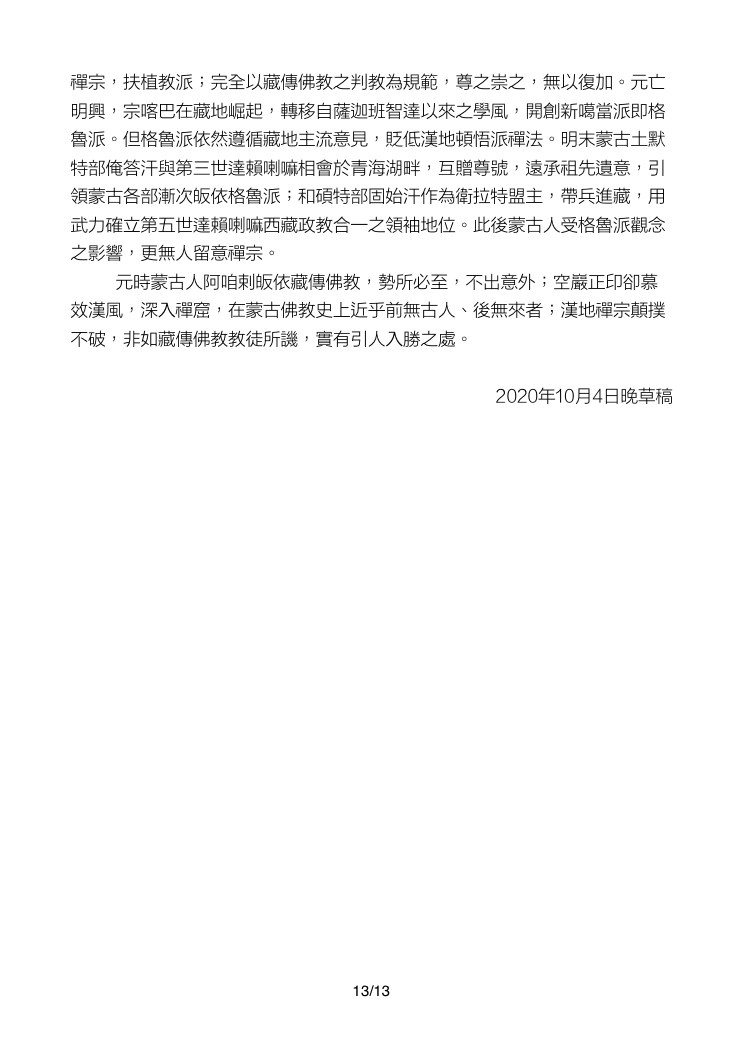 禪宗，扶植教派；完全以藏傳佛教之判教為規範，尊之崇之，無以復加。元亡
明興，宗喀巴在藏地崛起，轉移自薩迦班智達以來之學風，開創新噶當派即格
魯派。但格魯派依然遵循藏地主流意見，貶低漢地頓悟派禪法。明末蒙古土默
特部俺答汗與第三世達賴喇嘛相會於青海湖畔，互贈尊號，遠承祖先遺意，引
領蒙古各部漸次皈依格魯派；和碩特部固始汗作為衛拉特盟主，帶兵進藏，用
武力確立第五世達賴喇嘛西藏政教合一之領袖地位。此後蒙古人受格魯派觀念
之影響，更無人留意禪宗。
元時蒙古人阿咱剌皈依藏傳佛教，勢所必至，不出意外；空巖正印卻慕
效漢風，深入禪窟，在蒙古佛教史上近乎前無古人、後無來者；漢地禪宗顛撲
不破，非如藏傳佛教教徒所譏，實有引人入勝之處。
2020年10月4日晚草稿
13/13